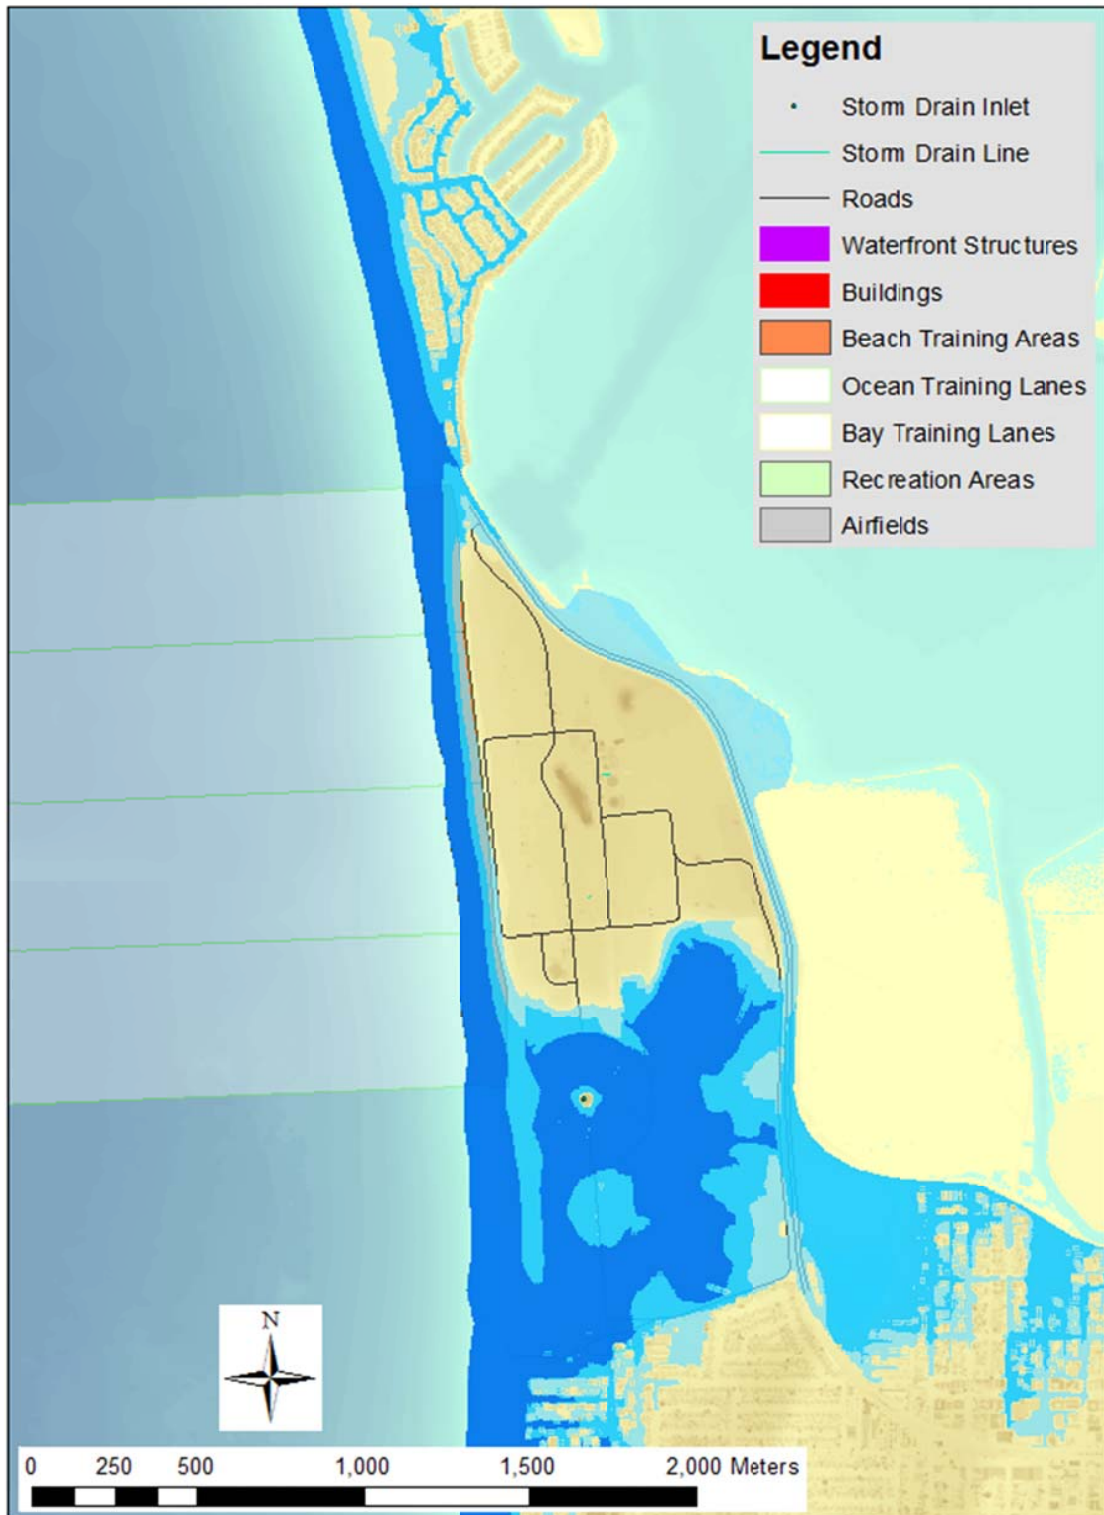 Legend
Storm Drain Inlet
Storm Drain Line
Roads
Waterfront Structures
Buildings
Beach Training Areas
Ocean Training Lanes
Bay Training Lanes
Recreation Areas
Airfields
N
0 250 500 1,000 1,500 2,000 Meters